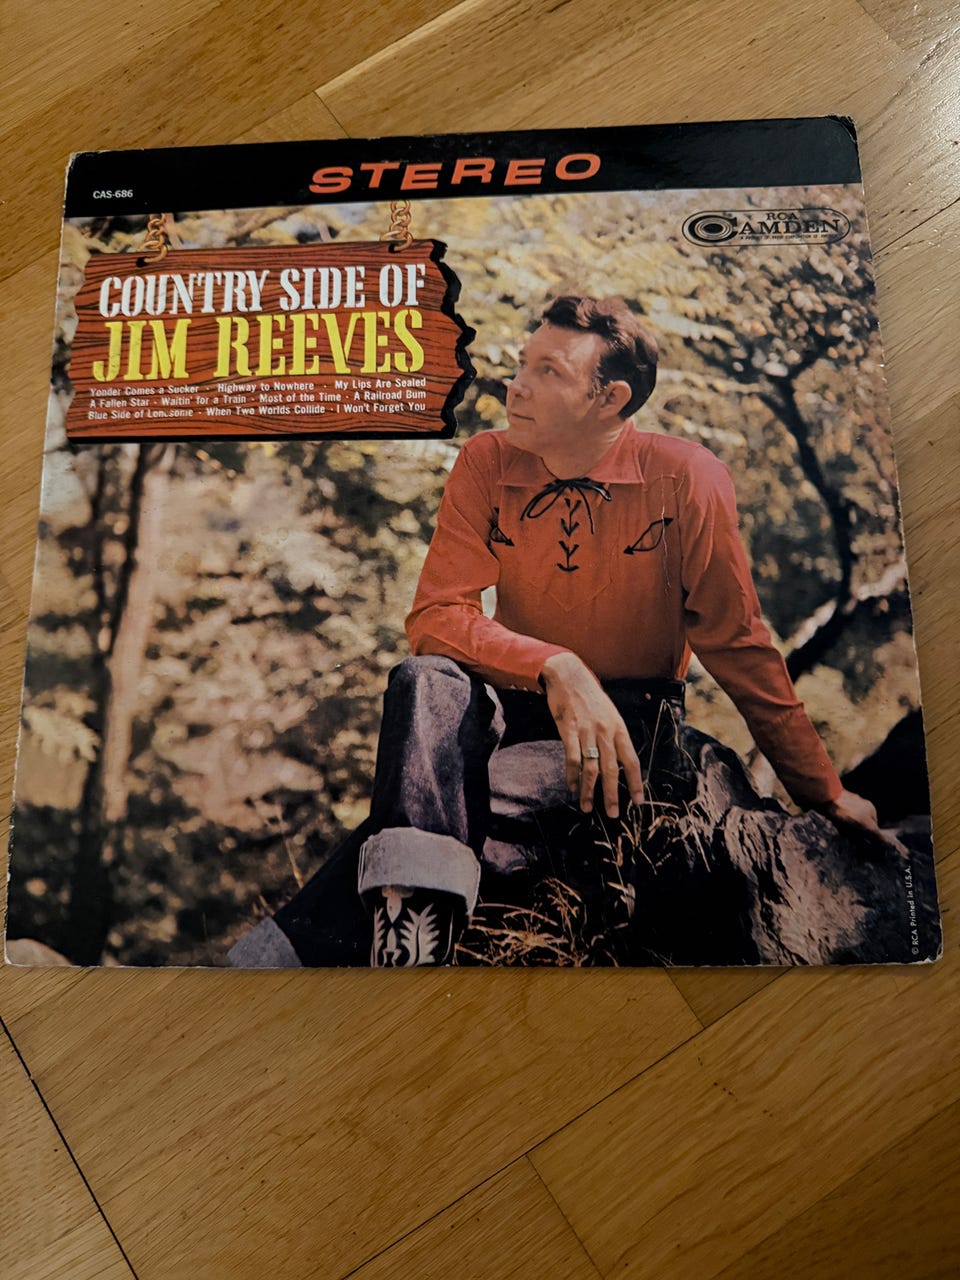 STEREO
CAS-686
RCA
CAMDEN
COUNTRY SIDE OF
JIM REEVES
Yonder Comes a Sucker · Highway to Nowhere · My Lips Are Sealed
A Fallen Star · Waitin' for a Train · Most of the Time · A Railroad Bum
Blue Side of Lonesome · When Two Worlds Collide · I Won't Forget You
© RCA Printed in U.S.A.